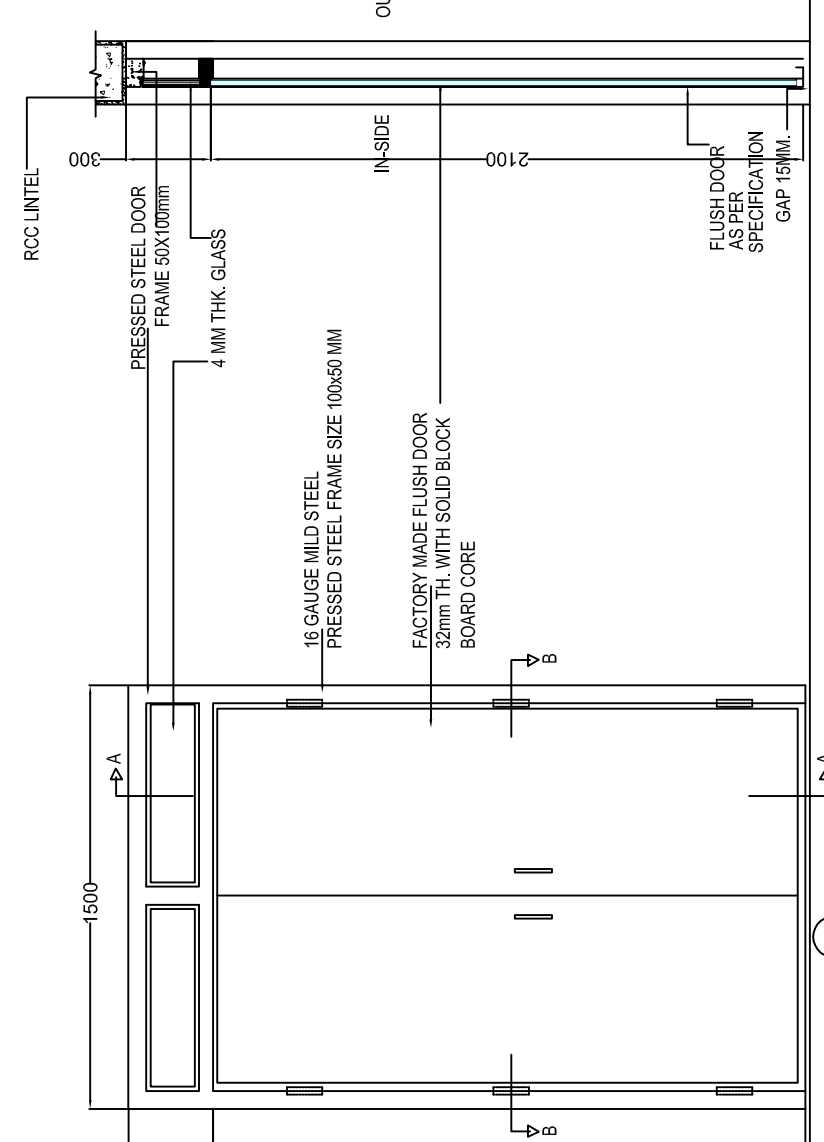 OU
RCC LINTEL
300
PRESSED STEEL DOOR
FRAME 50X100mm
4 MM THK. GLASS
IN-SIDE
2100
FLUSH DOOR
AS PER
SPECIFICATION
GAP 15MM.
16 GAUGE MILD STEEL
PRESSED STEEL FRAME SIZE 100x50 MM
FACTORY MADE FLUSH DOOR
32mm TH. WITH SOLID BLOCK
BOARD CORE
1500
A
A
B
B